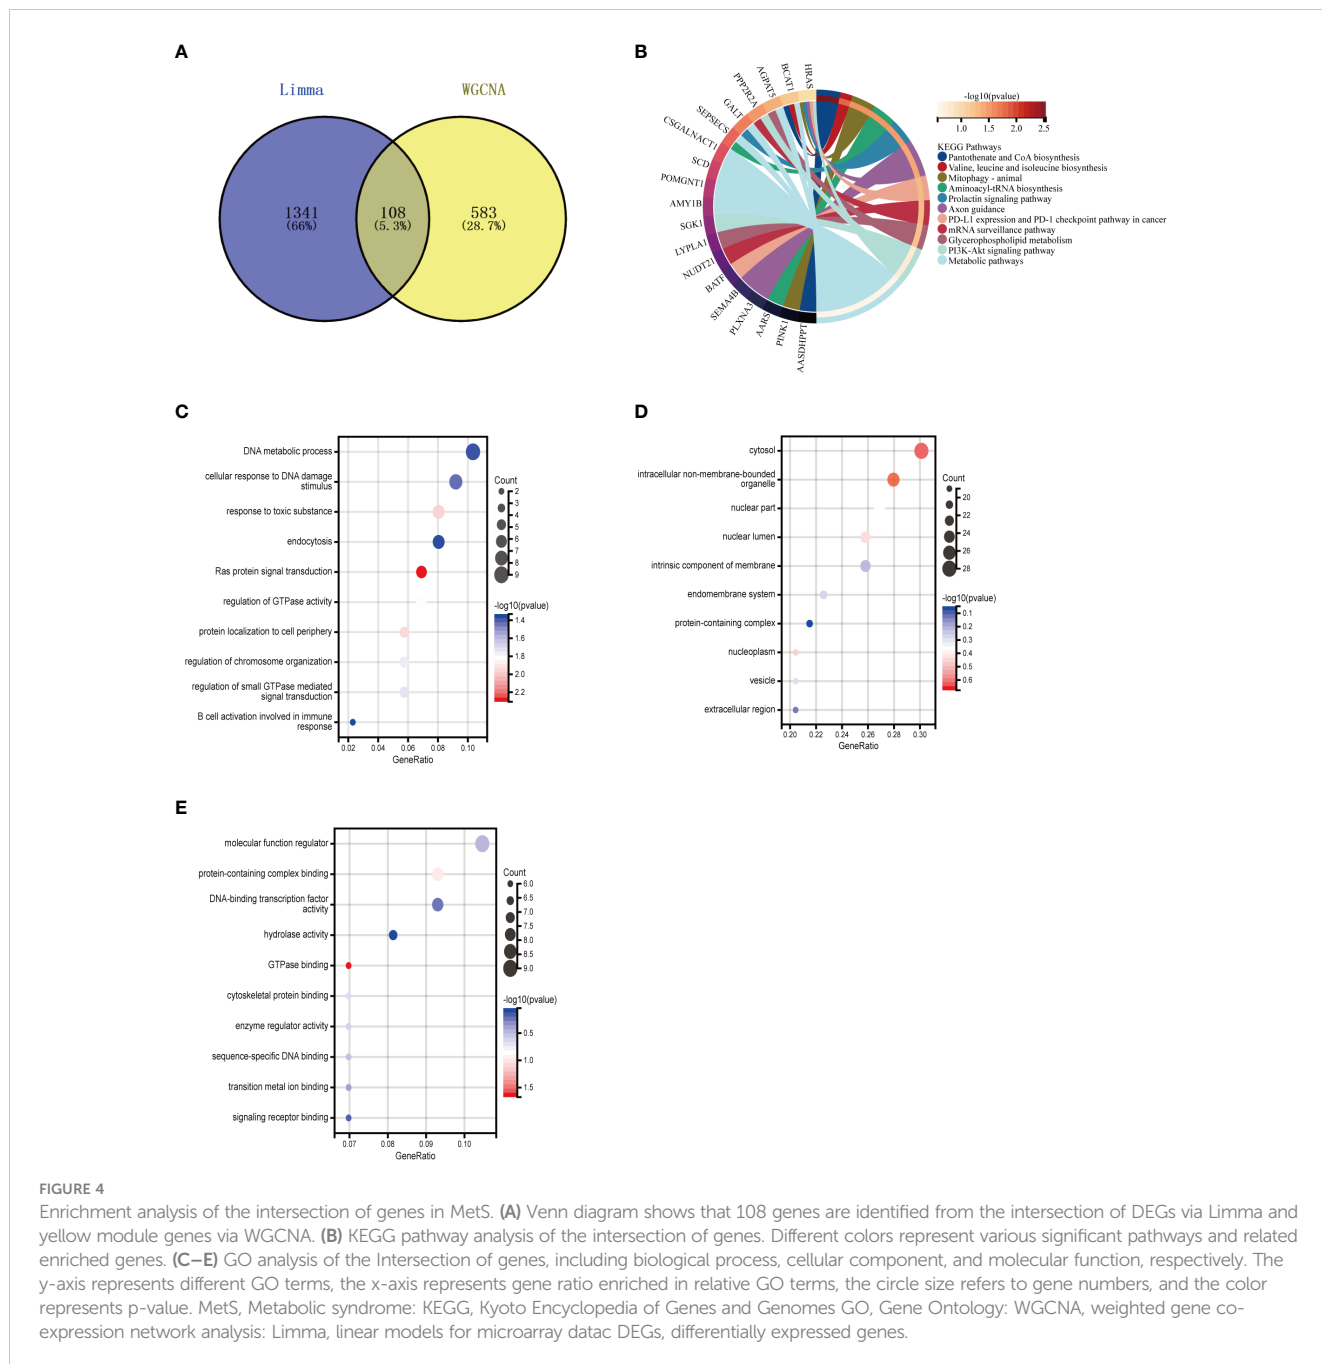 A
Limma
WGCNA
1341
(66%)
108
(5.3%)
583
(28.7%)
B
HRAS
BCAT1
AGPAT5
PPP2R2A
GALT
SEPSECS
CSGALNACT1
SCD
POMGNT1
AMY1B
SGK1
LYPLA1
NUDT21
BATF
SEMA4B
PLXNA3
AARS
PINK1
AASDHPPT
-log10(pvalue)
1.0 1.5 2.0 2.5
KEGG Pathways
Pantothenate and CoA biosynthesis
Valine, leucine and isoleucine biosynthesis
Mitophagy - animal
Aminoacyl-tRNA biosynthesis
Prolactin signaling pathway
Axon guidance
PD-L1 expression and PD-1 checkpoint pathway in cancer
mRNA surveillance pathway
Glycerophospholipid metabolism
PI3K-Akt signaling pathway
Metabolic pathways
C
DNA metabolic process
cellular response to DNA damage
stimulus
response to toxic substance
endocytosis
Ras protein signal transduction
regulation of GTPase activity
protein localization to cell periphery
regulation of chromosome organization
regulation of small GTPase mediated
signal transduction
B cell activation involved in immune
response
0.02 0.04 0.06 0.08 0.10
GeneRatio
Count
2
3
4
5
6
7
8
9
-log10(pvalue)
1.4
1.6
1.8
2.0
2.2
D
cytosol
intracellular non-membrane-bounded
organelle
nuclear part
nuclear lumen
intrinsic component of membrane
endomembrane system
protein-containing complex
nucleoplasm
vesicle
extracellular region
0.20 0.22 0.24 0.26 0.28 0.30
GeneRatio
Count
20
22
24
26
28
-log10(pvalue)
0.1
0.2
0.3
0.4
0.5
0.6
E
molecular function regulator
protein-containing complex binding
DNA-binding transcription factor
activity
hydrolase activity
GTPase binding
cytoskeletal protein binding
enzyme regulator activity
sequence-specific DNA binding
transition metal ion binding
signaling receptor binding
0.07 0.08 0.09 0.10
GeneRatio
Count
6.0
6.5
7.0
7.5
8.0
8.5
9.0
-log10(pvalue)
0.5
1.0
1.5
FIGURE 4
Enrichment analysis of the intersection of genes in MetS. (A) Venn diagram shows that 108 genes are identified from the intersection of DEGs via Limma and
yellow module genes via WGCNA. (B) KEGG pathway analysis of the intersection of genes. Different colors represent various significant pathways and related
enriched genes. (C–E) GO analysis of the Intersection of genes, including biological process, cellular component, and molecular function, respectively. The
y-axis represents different GO terms, the x-axis represents gene ratio enriched in relative GO terms, the circle size refers to gene numbers, and the color
represents p-value. MetS, Metabolic syndrome: KEGG, Kyoto Encyclopedia of Genes and Genomes GO, Gene Ontology: WGCNA, weighted gene co-
expression network analysis: Limma, linear models for microarray datac DEGs, differentially expressed genes.